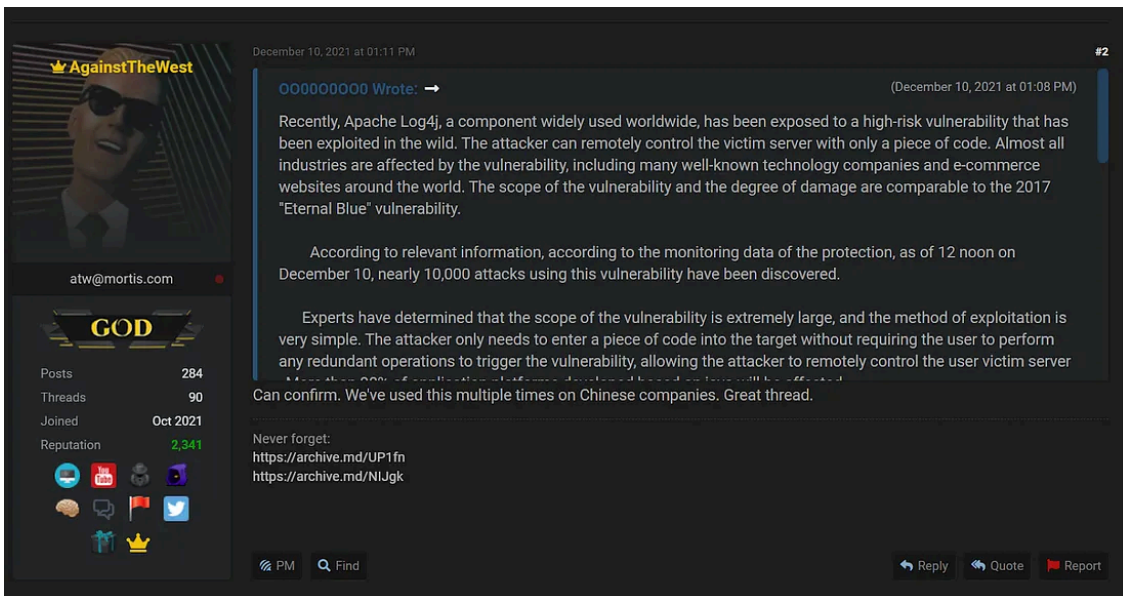 December 10, 2021 at 01:11 PM
#2
AgainstTheWest
atw@mortis.com
GOD
Posts 284
Threads 90
Joined Oct 2021
Reputation 2,341
You
Tube
OO00O0OO0 Wrote: →
(December 10, 2021 at 01:08 PM)
Recently, Apache Log4j, a component widely used worldwide, has been exposed to a high-risk vulnerability that has
been exploited in the wild. The attacker can remotely control the victim server with only a piece of code. Almost all
industries are affected by the vulnerability, including many well-known technology companies and e-commerce
websites around the world. The scope of the vulnerability and the degree of damage are comparable to the 2017
"Eternal Blue" vulnerability.
According to relevant information, according to the monitoring data of the protection, as of 12 noon on
December 10, nearly 10,000 attacks using this vulnerability have been discovered.
Experts have determined that the scope of the vulnerability is extremely large, and the method of exploitation is
very simple. The attacker only needs to enter a piece of code into the target without requiring the user to perform
any redundant operations to trigger the vulnerability, allowing the attacker to remotely control the user victim server
Can confirm. We've used this multiple times on Chinese companies. Great thread.
Never forget:
https://archive.md/UP1fn
https://archive.md/NIJgk
PM
Find
Reply
Quote
Report